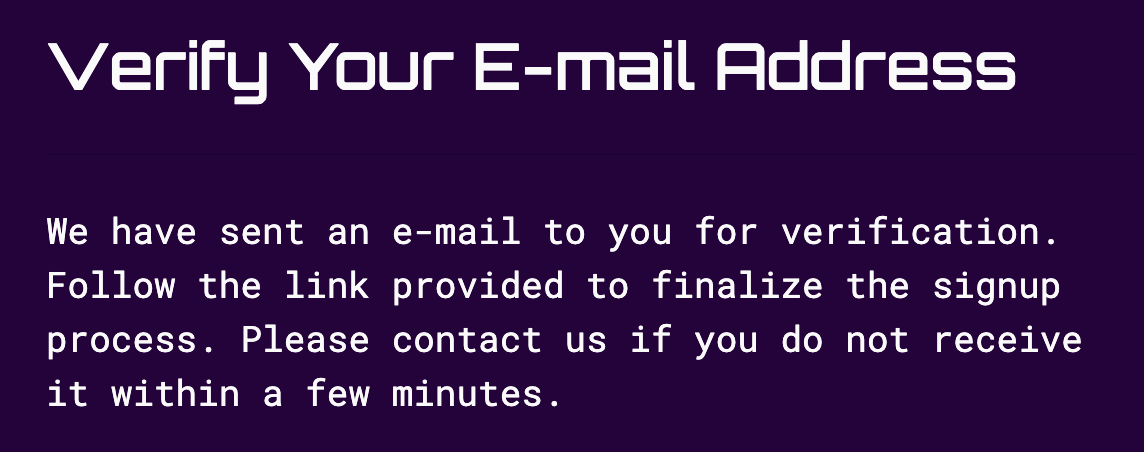 Verify Your E-mail Address
We have sent an e-mail to you for verification.
Follow the link provided to finalize the signup
process. Please contact us if you do not receive
it within a few minutes.